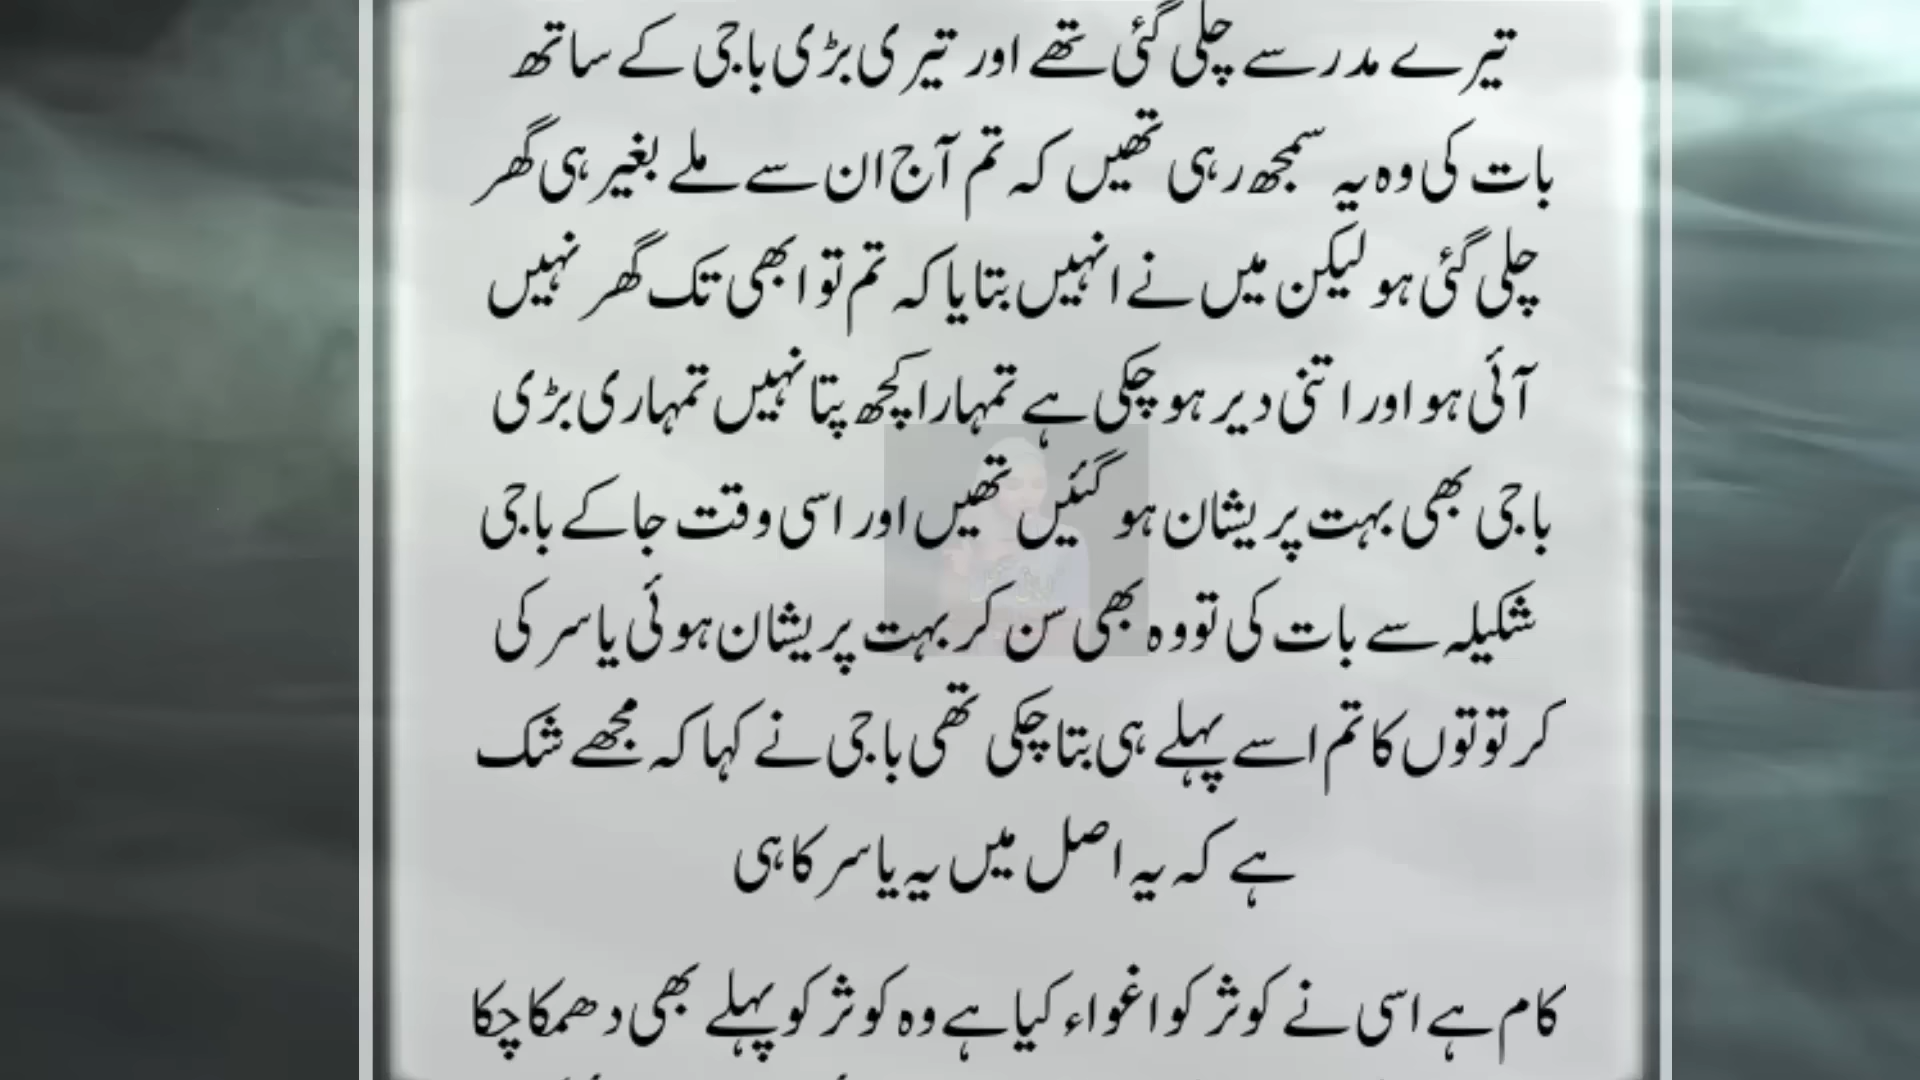 تیرے مدرسے چلی گئی تھے اور تیری بڑی باجی کے ساتھ
بات کی وہ یہ سمجھ رہی تھیں کہ تم آج ان سے ملے بغیر ہی گھر
چلی گئی ہو لیکن میں نے انہیں بتایا کہ تم تو ابھی تک گھر نہیں
آئی ہو اور اتنی دیر ہو چکی ہے تمہارا کچھ پتا نہیں تمہاری بڑی
باجی بھی بہت پریشان ہو گئیں تھیں اور اسی وقت جا کے باجی
شکیلہ سے بات کی تو وہ بھی سن کر بہت پریشان ہوئی یاسر کی
کرتوتوں کا تم اسے پہلے ہی بتا چکی تھی باجی نے کہا کہ مجھے شک
ہے کہ یہ اصل میں یہ یاسر کا ہی
کام ہے اسی نے کوثر کو اغواء کیا ہے وہ کوثر کو پہلے بھی دھمکا چکا